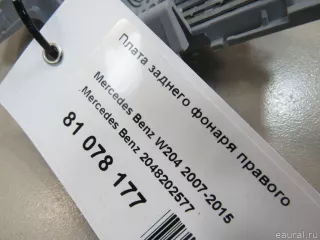 Плата заднего фонаря правого
Mercedes Benz W204 2007-2015
Mercedes Benz 2048202577
81 078 177
eaural.ru